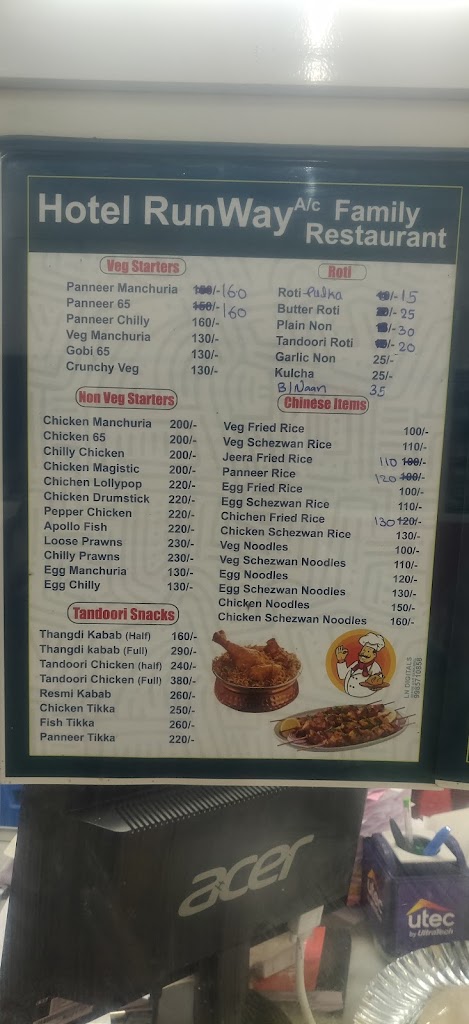 Hotel RunWay A/c Family
Restaurant
Veg Starters
Panneer Manchuria /-160
Panneer 65 150/-160
Panneer Chilly 160/-
Veg Manchuria 130/-
Gobi 65 130/-
Crunchy Veg 130/-
Non Veg Starters
Chicken Manchuria 200/-
Chicken 65 200/-
Chilly Chicken 200/-
Chicken Magistic 200/-
Chichen Lollypop 220/-
Chicken Drumstick 220/-
Pepper Chicken 220/-
Apollo Fish 220/-
Loose Prawns 230/-
Chilly Prawns 230/-
Egg Manchuria 130/-
Egg Chilly 130/-
Tandoori Snacks
Thangdi Kabab (Half) 160/-
Thangdi kabab (Full) 290/-
Tandoori Chicken (half) 240/-
Tandoori Chicken (Full) 380/-
Resmi Kabab 260/-
Chicken Tikka 250/-
Fish Tikka 260/-
Panneer Tikka 220/-
Roti
Roti Pulka /-15
Butter Roti /-25
Plain Non /-30
Tandoori Roti /-20
Garlic Non 25/-
Kulcha 25/-
B/Naan 35
Chinese Items
Veg Fried Rice 100/-
Veg Schezwan Rice 110/-
Jeera Fried Rice 110 100/-
Panneer Rice 120 100/-
Egg Fried Rice 100/-
Egg Schezwan Rice 110/-
Chichen Fried Rice 130 120/-
Chicken Schezwan Rice 130/-
Veg Noodles 100/-
Veg Schezwan Noodles 110/-
Egg Noodles 120/-
Egg Schezwan Noodles 130/-
Chicken Noodles 150/-
Chicken Schezwan Noodles 160/-
LN DIGITALS
9985710858
acer
utec
by UltraTech